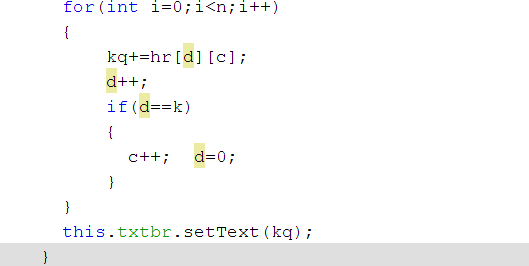 for(int i=0;i<n;i++)
{
kq+=hr[d][c];
d++;
if(d==k)
{
c++; d=0;
}
}
this.txtbr.setText(kq);
}